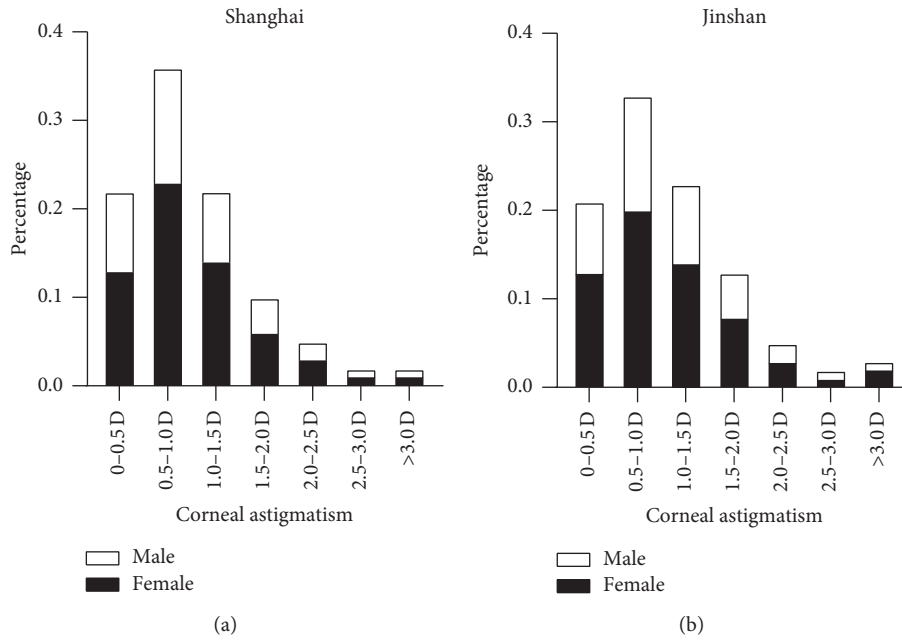 Shanghai
0.4
0.3
0.2
0.1
0.0
Percentage
0–0.5 D
0.5–1.0 D
1.0–1.5 D
1.5–2.0 D
2.0–2.5 D
2.5–3.0 D
>3.0 D
Corneal astigmatism
Male
Female
(a)
Jinshan
0.4
0.3
0.2
0.1
0.0
Percentage
0–0.5 D
0.5–1.0 D
1.0–1.5 D
1.5–2.0 D
2.0–2.5 D
2.5–3.0 D
>3.0 D
Corneal astigmatism
Male
Female
(b)